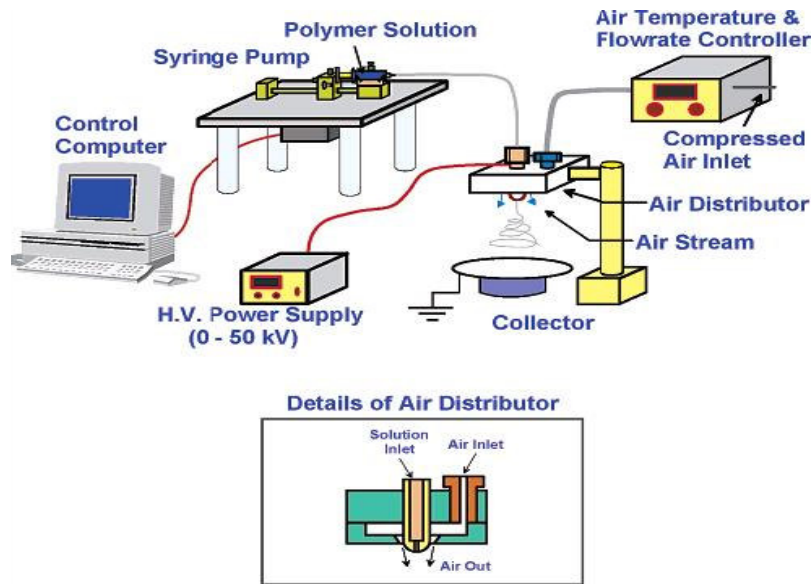 Polymer Solution
Syringe Pump
Air Temperature &
Flowrate Controller
Control
Computer
Compressed
Air Inlet
Air Distributor
Air Stream
H.V. Power Supply
(0 - 50 kV)
Collector
Details of Air Distributor
Solution
Inlet
Air Inlet
Air Out